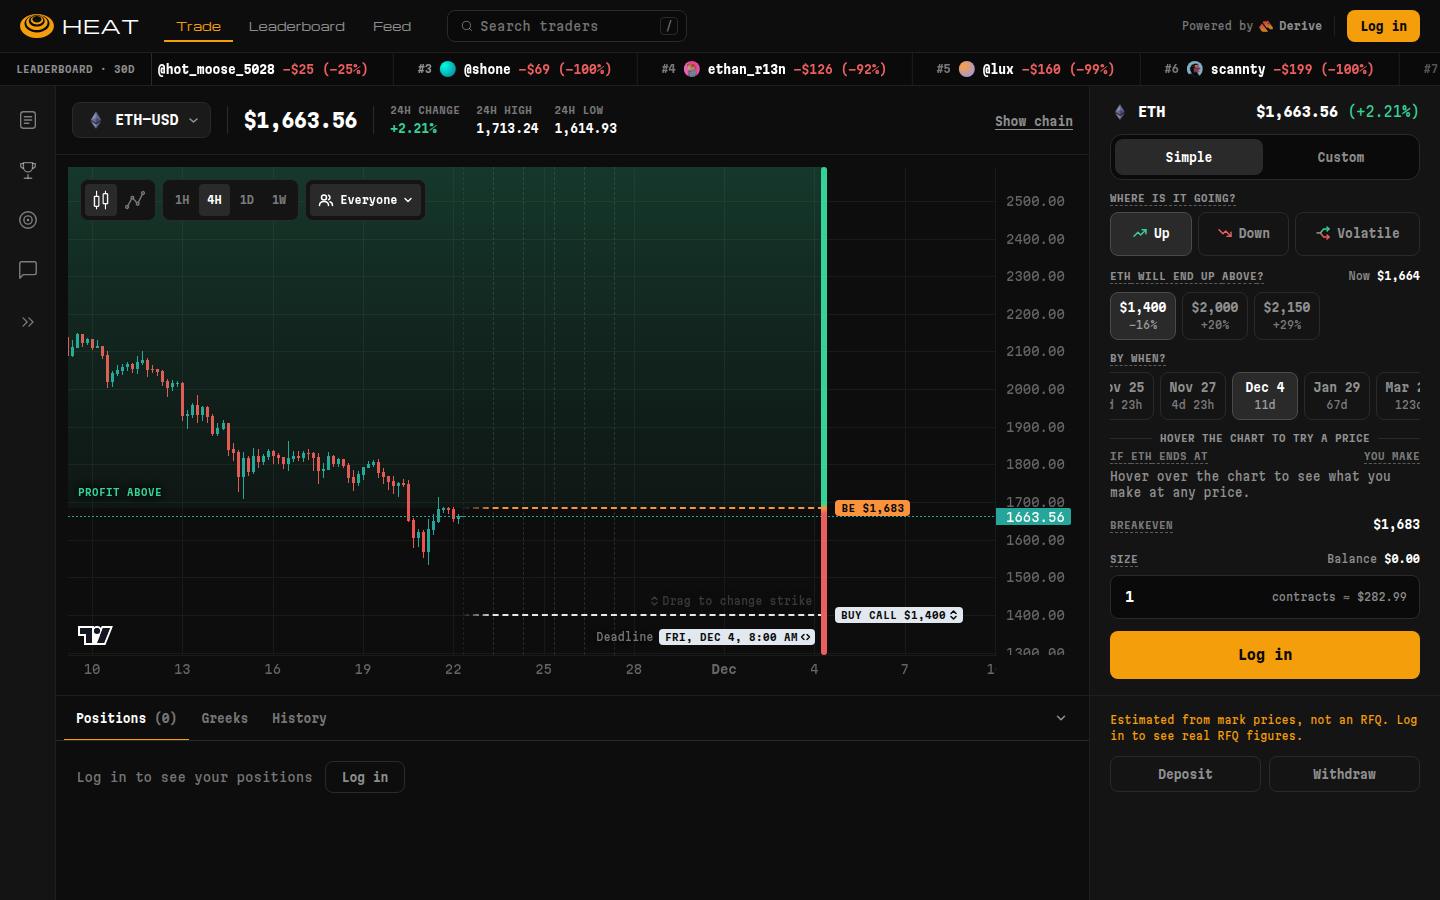 HEAT
Trade
Leaderboard
Feed
Search traders
/
Powered by
Derive
Log in
LEADERBOARD · 30D
@hot_moose_5028 -$25 (-25%)
#3 @shone -$69 (-100%)
#4 ethan_r13n -$126 (-92%)
#5 @lux -$160 (-99%)
#6 scannty -$199 (-100%)
#7
ETH-USD
$1,663.56
24H CHANGE
+2.21%
24H HIGH
1,713.24
24H LOW
1,614.93
Show chain
1H
4H
1D
1W
Everyone
2500.00
2400.00
2300.00
2200.00
2100.00
2000.00
1900.00
1800.00
1700.00
1663.56
1600.00
1500.00
1400.00
1300.00
PROFIT ABOVE
BE $1,683
Drag to change strike
BUY CALL $1,400
Deadline
FRI, DEC 4, 8:00 AM
10
13
16
19
22
25
28
Dec
4
7
1
Positions (0)
Greeks
History
Log in to see your positions
Log in
ETH
$1,663.56 (+2.21%)
Simple
Custom
WHERE IS IT GOING?
Up
Down
Volatile
ETH WILL END UP ABOVE?
Now $1,664
$1,400
-16%
$2,000
+20%
$2,150
+29%
BY WHEN?
ov 25
d 23h
Nov 27
4d 23h
Dec 4
11d
Jan 29
67d
Mar 2
123d
HOVER THE CHART TO TRY A PRICE
IF ETH ENDS AT
YOU MAKE
Hover over the chart to see what you
make at any price.
BREAKEVEN
$1,683
SIZE
Balance $0.00
1
contracts ≈ $282.99
Log in
Estimated from mark prices, not an RFQ. Log
in to see real RFQ figures.
Deposit
Withdraw